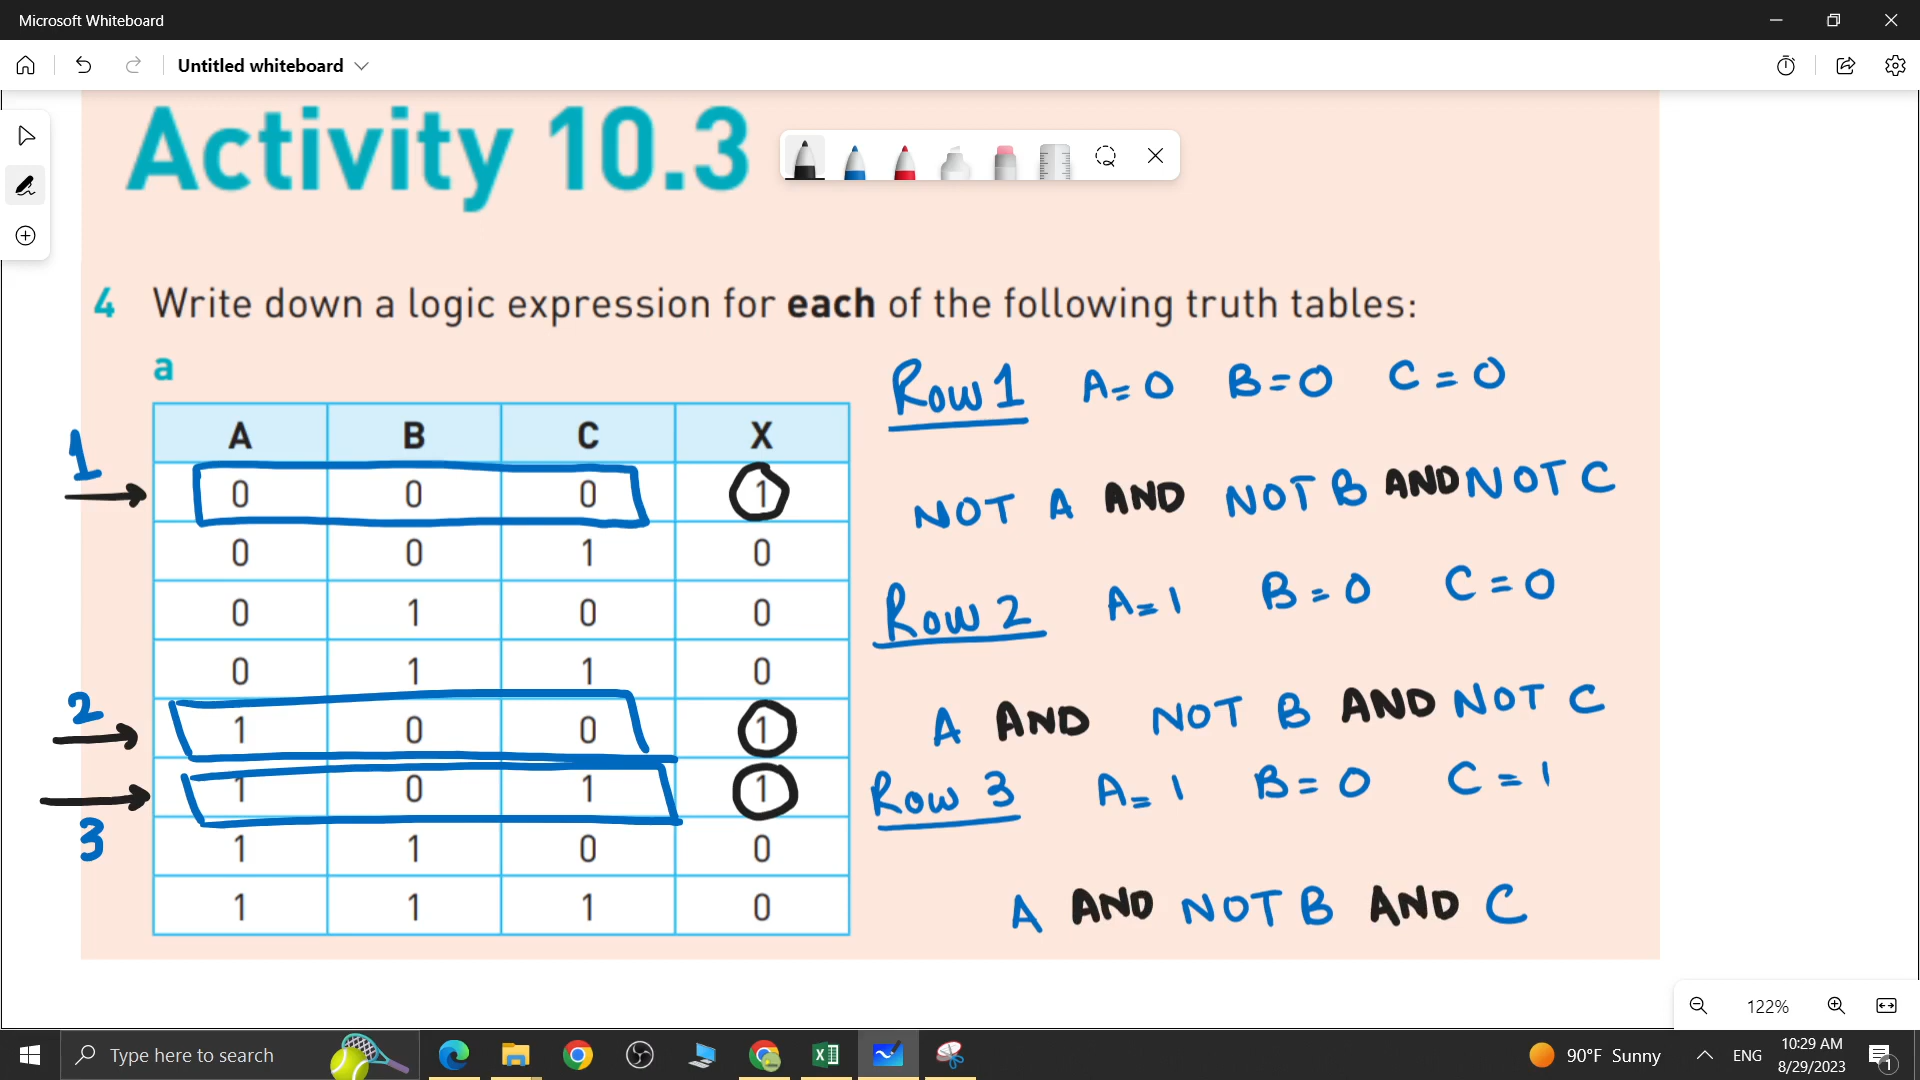 Microsoft Whiteboard
Untitled whiteboard
Activity 10.3
4 Write down a logic expression for each of the following truth tables:
a
A B C X
1 0 0 0 1
0 0 1 0
0 1 0 0
0 1 1 0
2 1 0 0 1
3 1 0 1 1
1 1 0 0
1 1 1 0
Row 1 A=0 B=0 C=0
NOT A AND NOT B AND NOT C
Row 2 A=1 B=0 C=0
A AND NOT B AND NOT C
Row 3 A=1 B=0 C=1
A AND NOT B AND C
122%
Type here to search
90°F Sunny
ENG
10:29 AM
8/29/2023
1